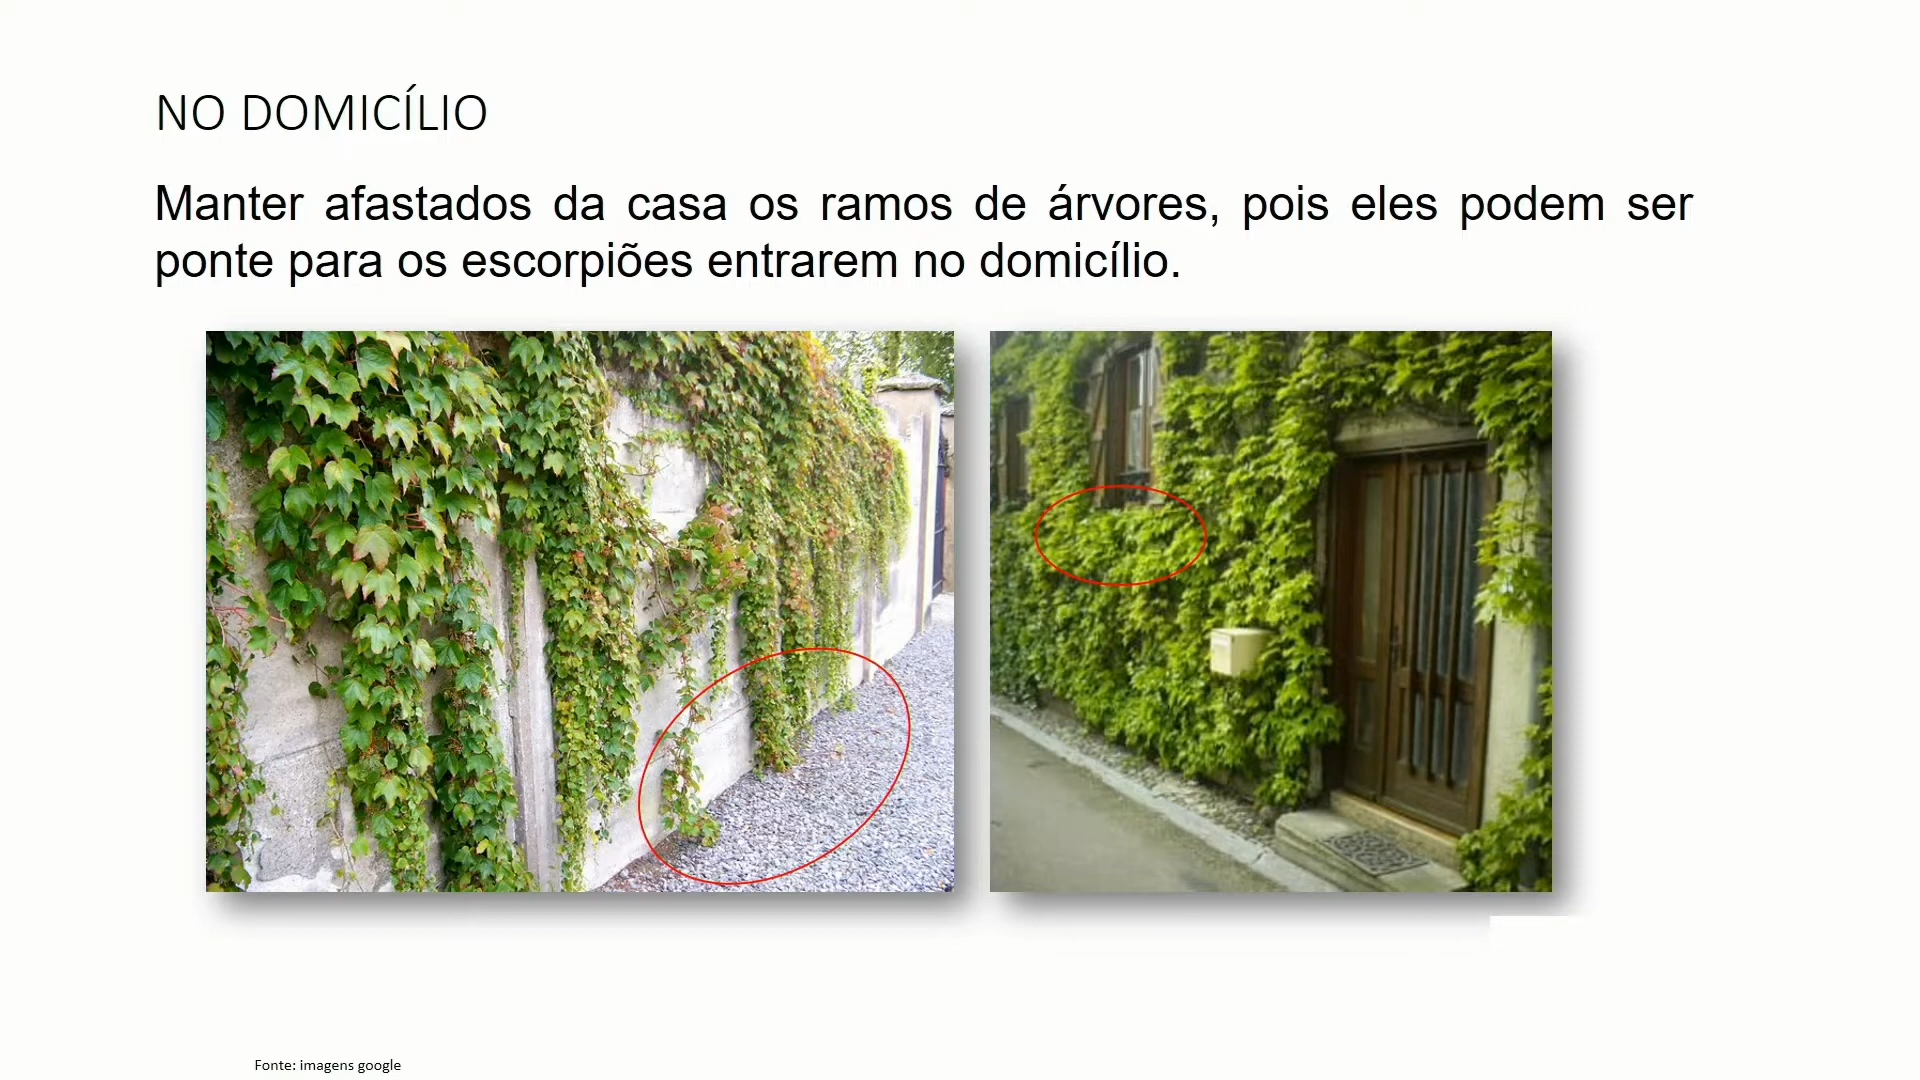 NO DOMICÍLIO
Manter afastados da casa os ramos de árvores, pois eles podem ser
ponte para os escorpiões entrarem no domicílio.
Fonte: imagens google